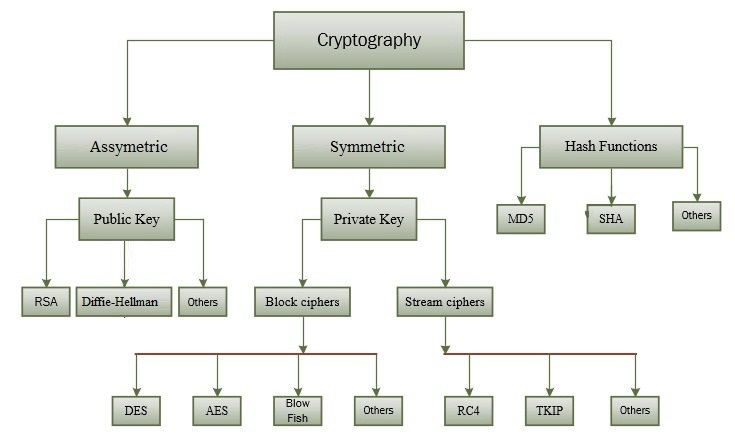 Cryptography
Assymetric
Symmetric
Hash Functions
Public Key
Private Key
MD5
SHA
Others
RSA
Diffie-Hellman
Others
Block ciphers
Stream ciphers
DES
AES
Blow
Fish
Others
RC4
TKIP
Others